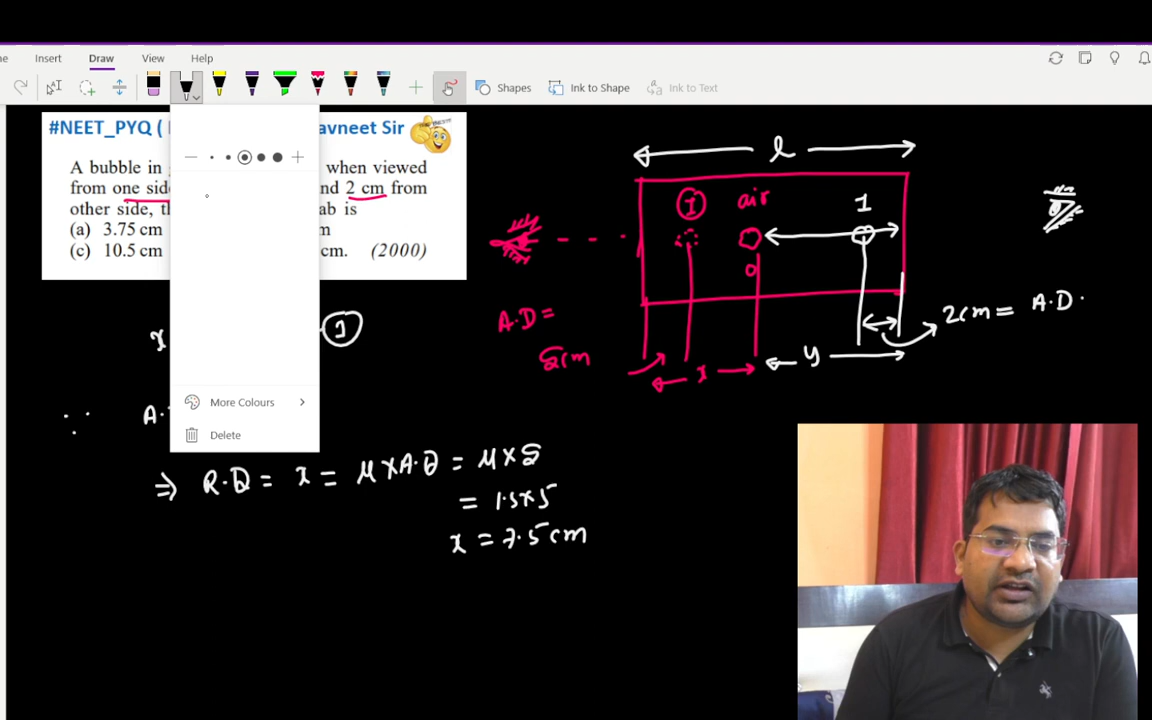 Insert Draw View Help
Shapes Ink to Shape Ink to Text
#NEET_PYQ ( avneet Sir
A bubble in when viewed
from one sid nd 2 cm from
other side, th ab is
(a) 3.75 cm m
(c) 10.5 cm cm. (2000)
More Colours
Delete
l
I air 1
O
A.D =
5cm
x y
2cm = A.D.
x 1
∵ A.
⇒ R.D = x = μ×A.D = μ×5
= 1.5×5
x = 7.5cm